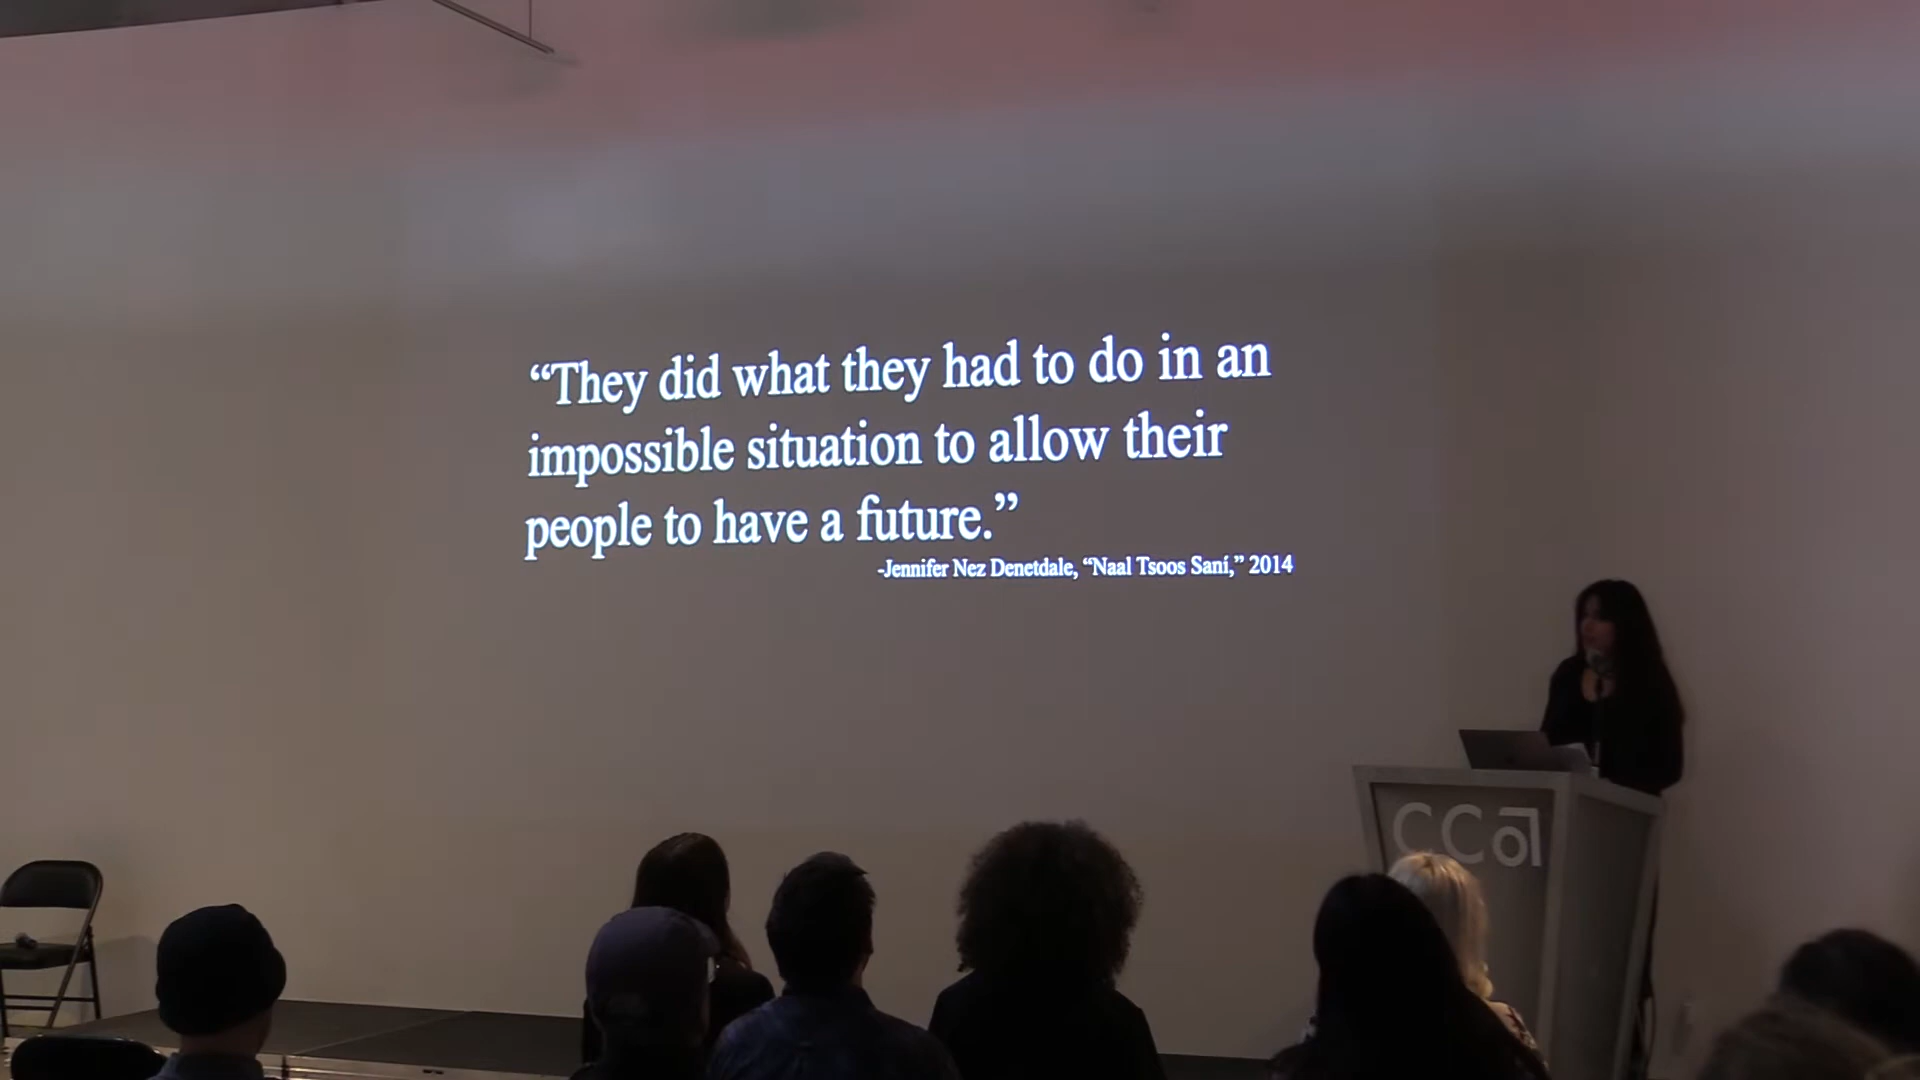 “They did what they had to do in an
impossible situation to allow their
people to have a future.”
-Jennifer Nez Denetdale, “Naal Tsoos Saní,” 2014
CCA